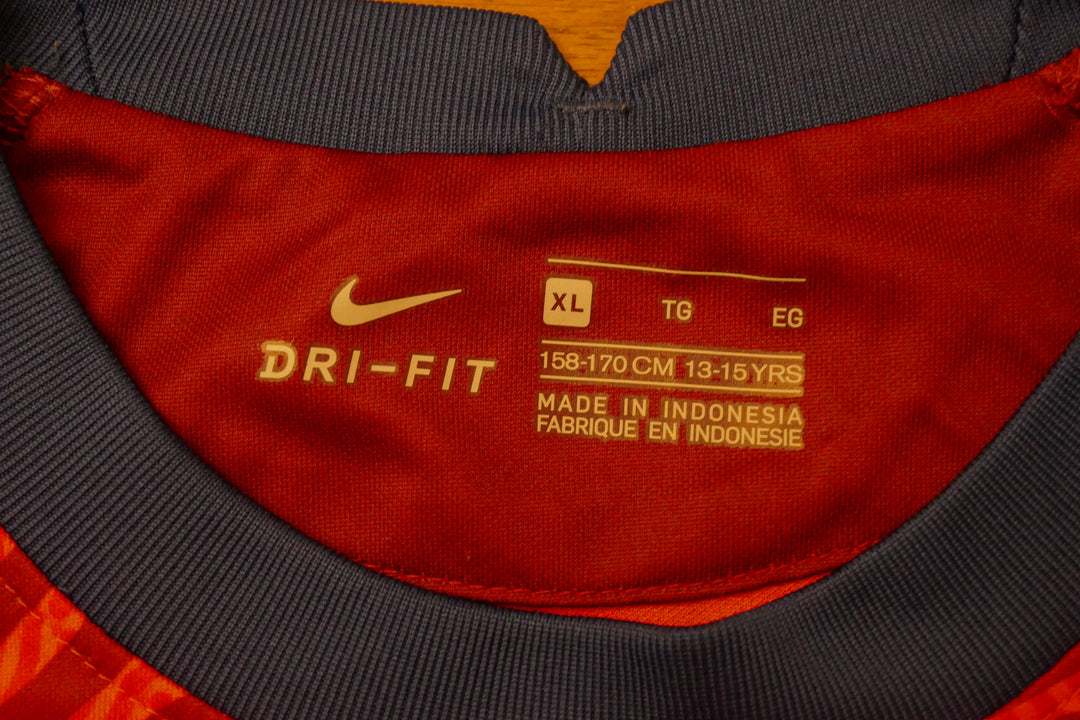 DRI-FIT
XL TG EG
158-170 CM 13-15 YRS
MADE IN INDONESIA
FABRIQUE EN INDONESIE